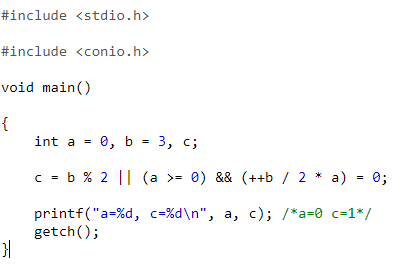 #include <stdio.h>
#include <conio.h>
void main()
{
int a = 0, b = 3, c;
c = b % 2 || (a >= 0) && (++b / 2 * a) = 0;
printf("a=%d, c=%d\n", a, c); /*a=0 c=1*/
getch();
}